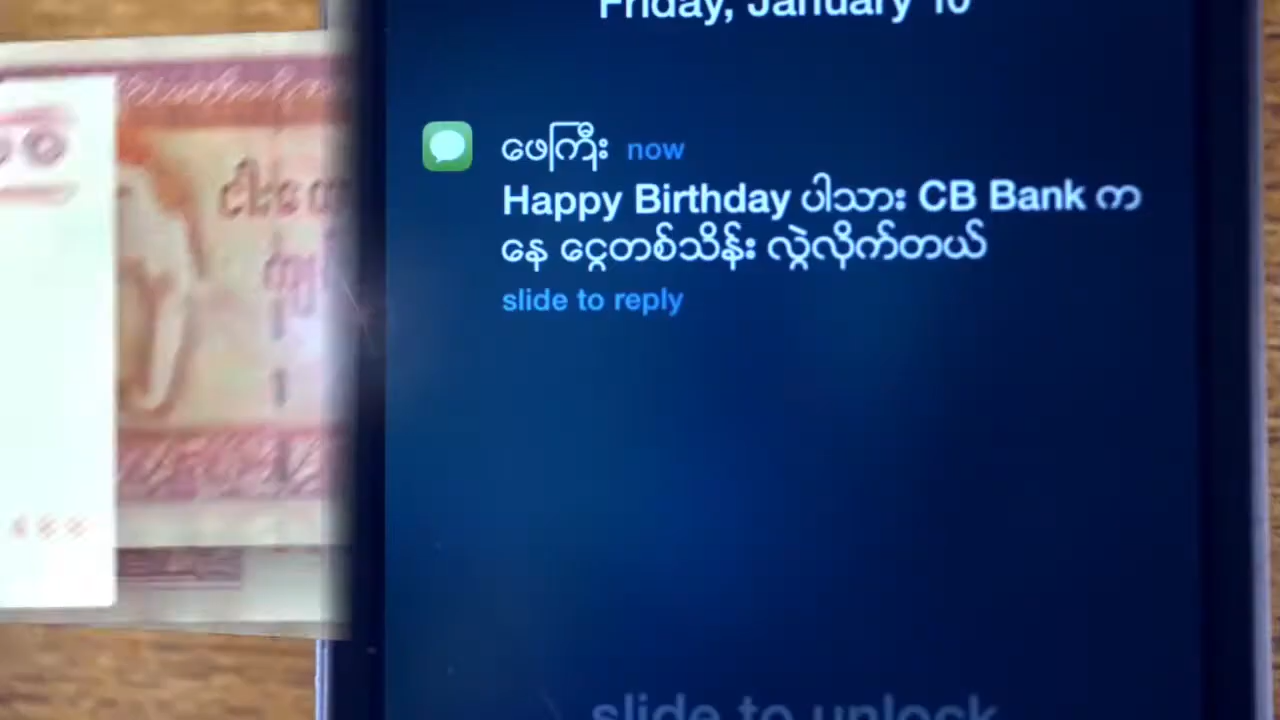 Friday, January 10
ဖေကြီး now
Happy Birthday ပါသား CB Bank က
နေ ငွေတစ်သိန်း လွှဲလိုက်တယ်
slide to reply
slide to unlock